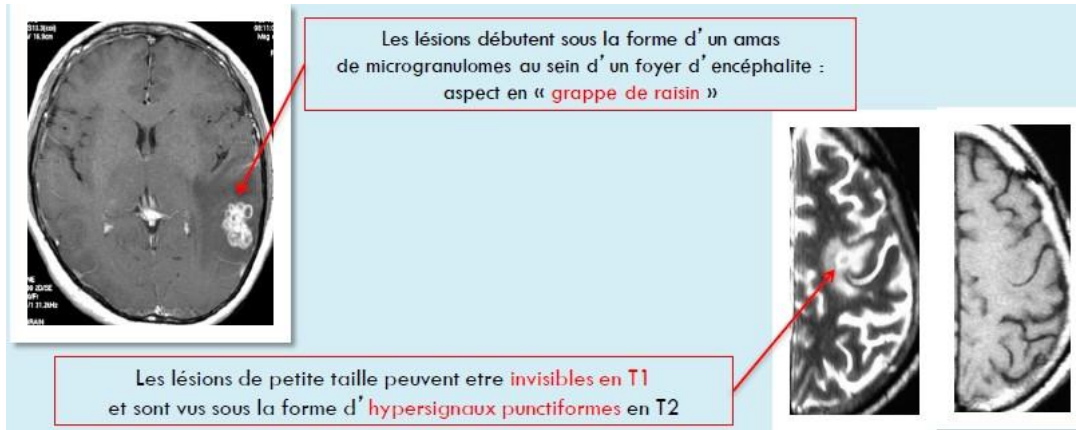 Les lésions débutent sous la forme d'un amas
de microgranulomes au sein d'un foyer d'encéphalite :
aspect en « grappe de raisin »
Les lésions de petite taille peuvent etre invisibles en T1
et sont vus sous la forme d'hypersignaux punctiformes en T2